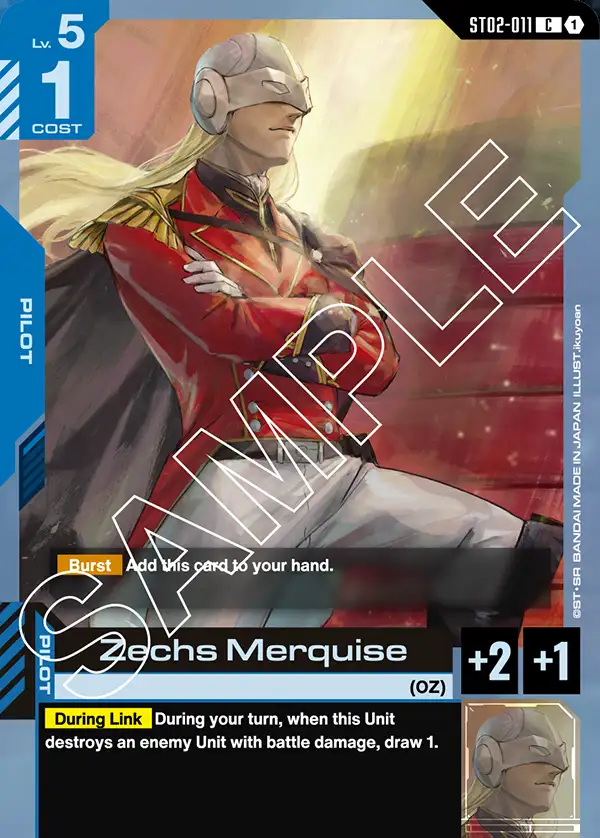 ST02-011 C 1
Lv. 5
1
COST
PILOT
SAMPLE
©ST・SR BANDAI MADE IN JAPAN ILLUST.ikuyoan
Burst Add this card to your hand.
PILOT
Zechs Merquise
+2 +1
(OZ)
During Link During your turn, when this Unit
destroys an enemy Unit with battle damage, draw 1.